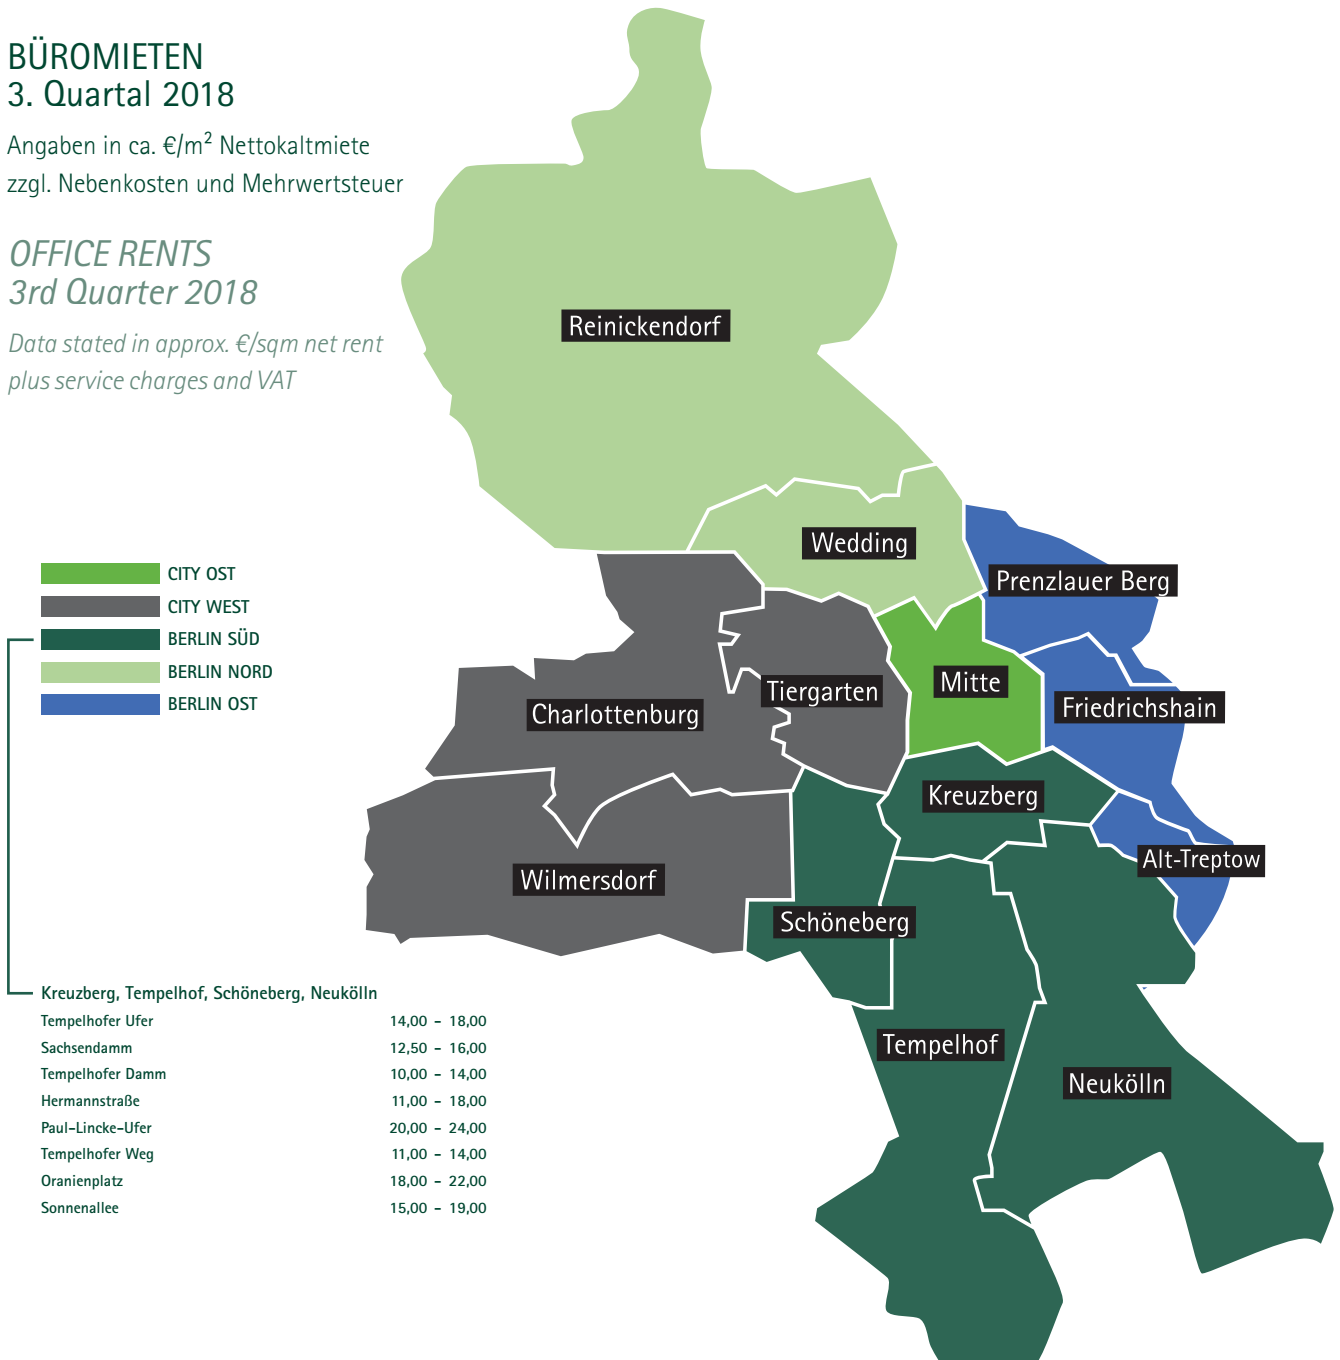 BÜROMIETEN
3. Quartal 2018
Angaben in ca. €/m² Nettokaltmiete
zzgl. Nebenkosten und Mehrwertsteuer
OFFICE RENTS
3rd Quarter 2018
Data stated in approx. €/sqm net rent
plus service charges and VAT
Reinickendorf
Wedding
Prenzlauer Berg
Mitte
Tiergarten
Friedrichshain
Charlottenburg
Kreuzberg
Alt-Treptow
Wilmersdorf
Schöneberg
Tempelhof
Neukölln
CITY OST
CITY WEST
BERLIN SÜD
BERLIN NORD
BERLIN OST
Kreuzberg, Tempelhof, Schöneberg, Neukölln
Tempelhofer Ufer 14,00 - 18,00
Sachsendamm 12,50 - 16,00
Tempelhofer Damm 10,00 - 14,00
Hermannstraße 11,00 - 18,00
Paul-Lincke-Ufer 20,00 - 24,00
Tempelhofer Weg 11,00 - 14,00
Oranienplatz 18,00 - 22,00
Sonnenallee 15,00 - 19,00